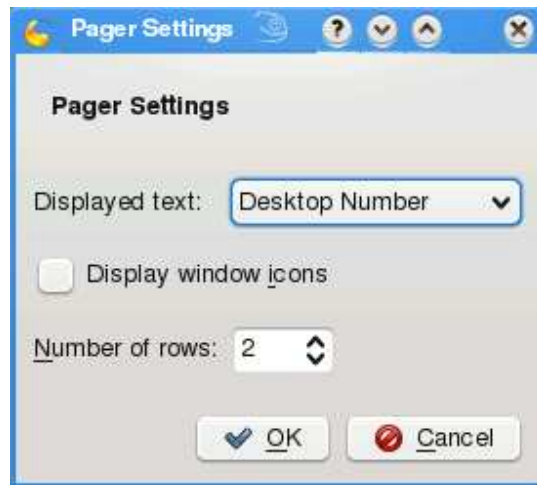 Pager Settings
Pager Settings
Displayed text: Desktop Number
Display window icons
Number of rows: 2
OK Cancel